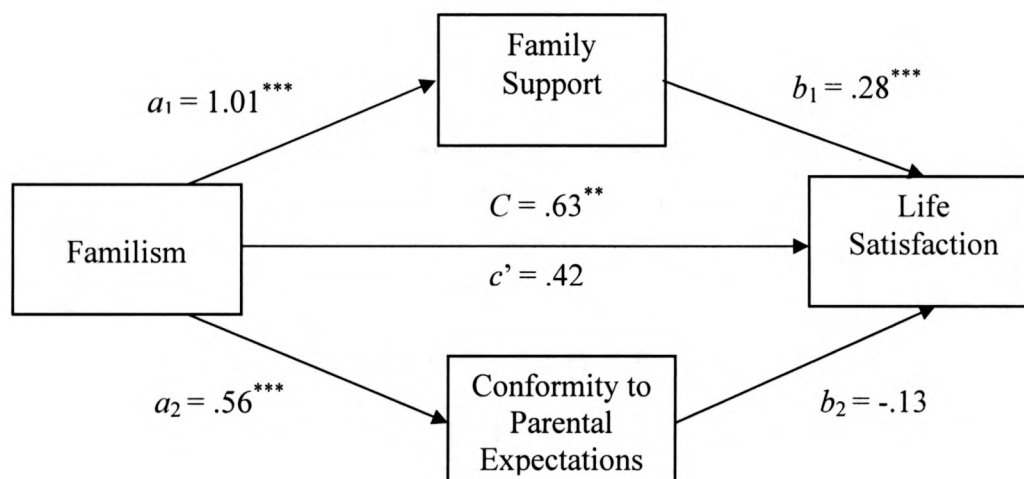 Family
Support
a₁ = 1.01***
b₁ = .28***
Familism
C = .63**
c’ = .42
Life
Satisfaction
a₂ = .56***
Conformity to
Parental
Expectations
b₂ = -.13